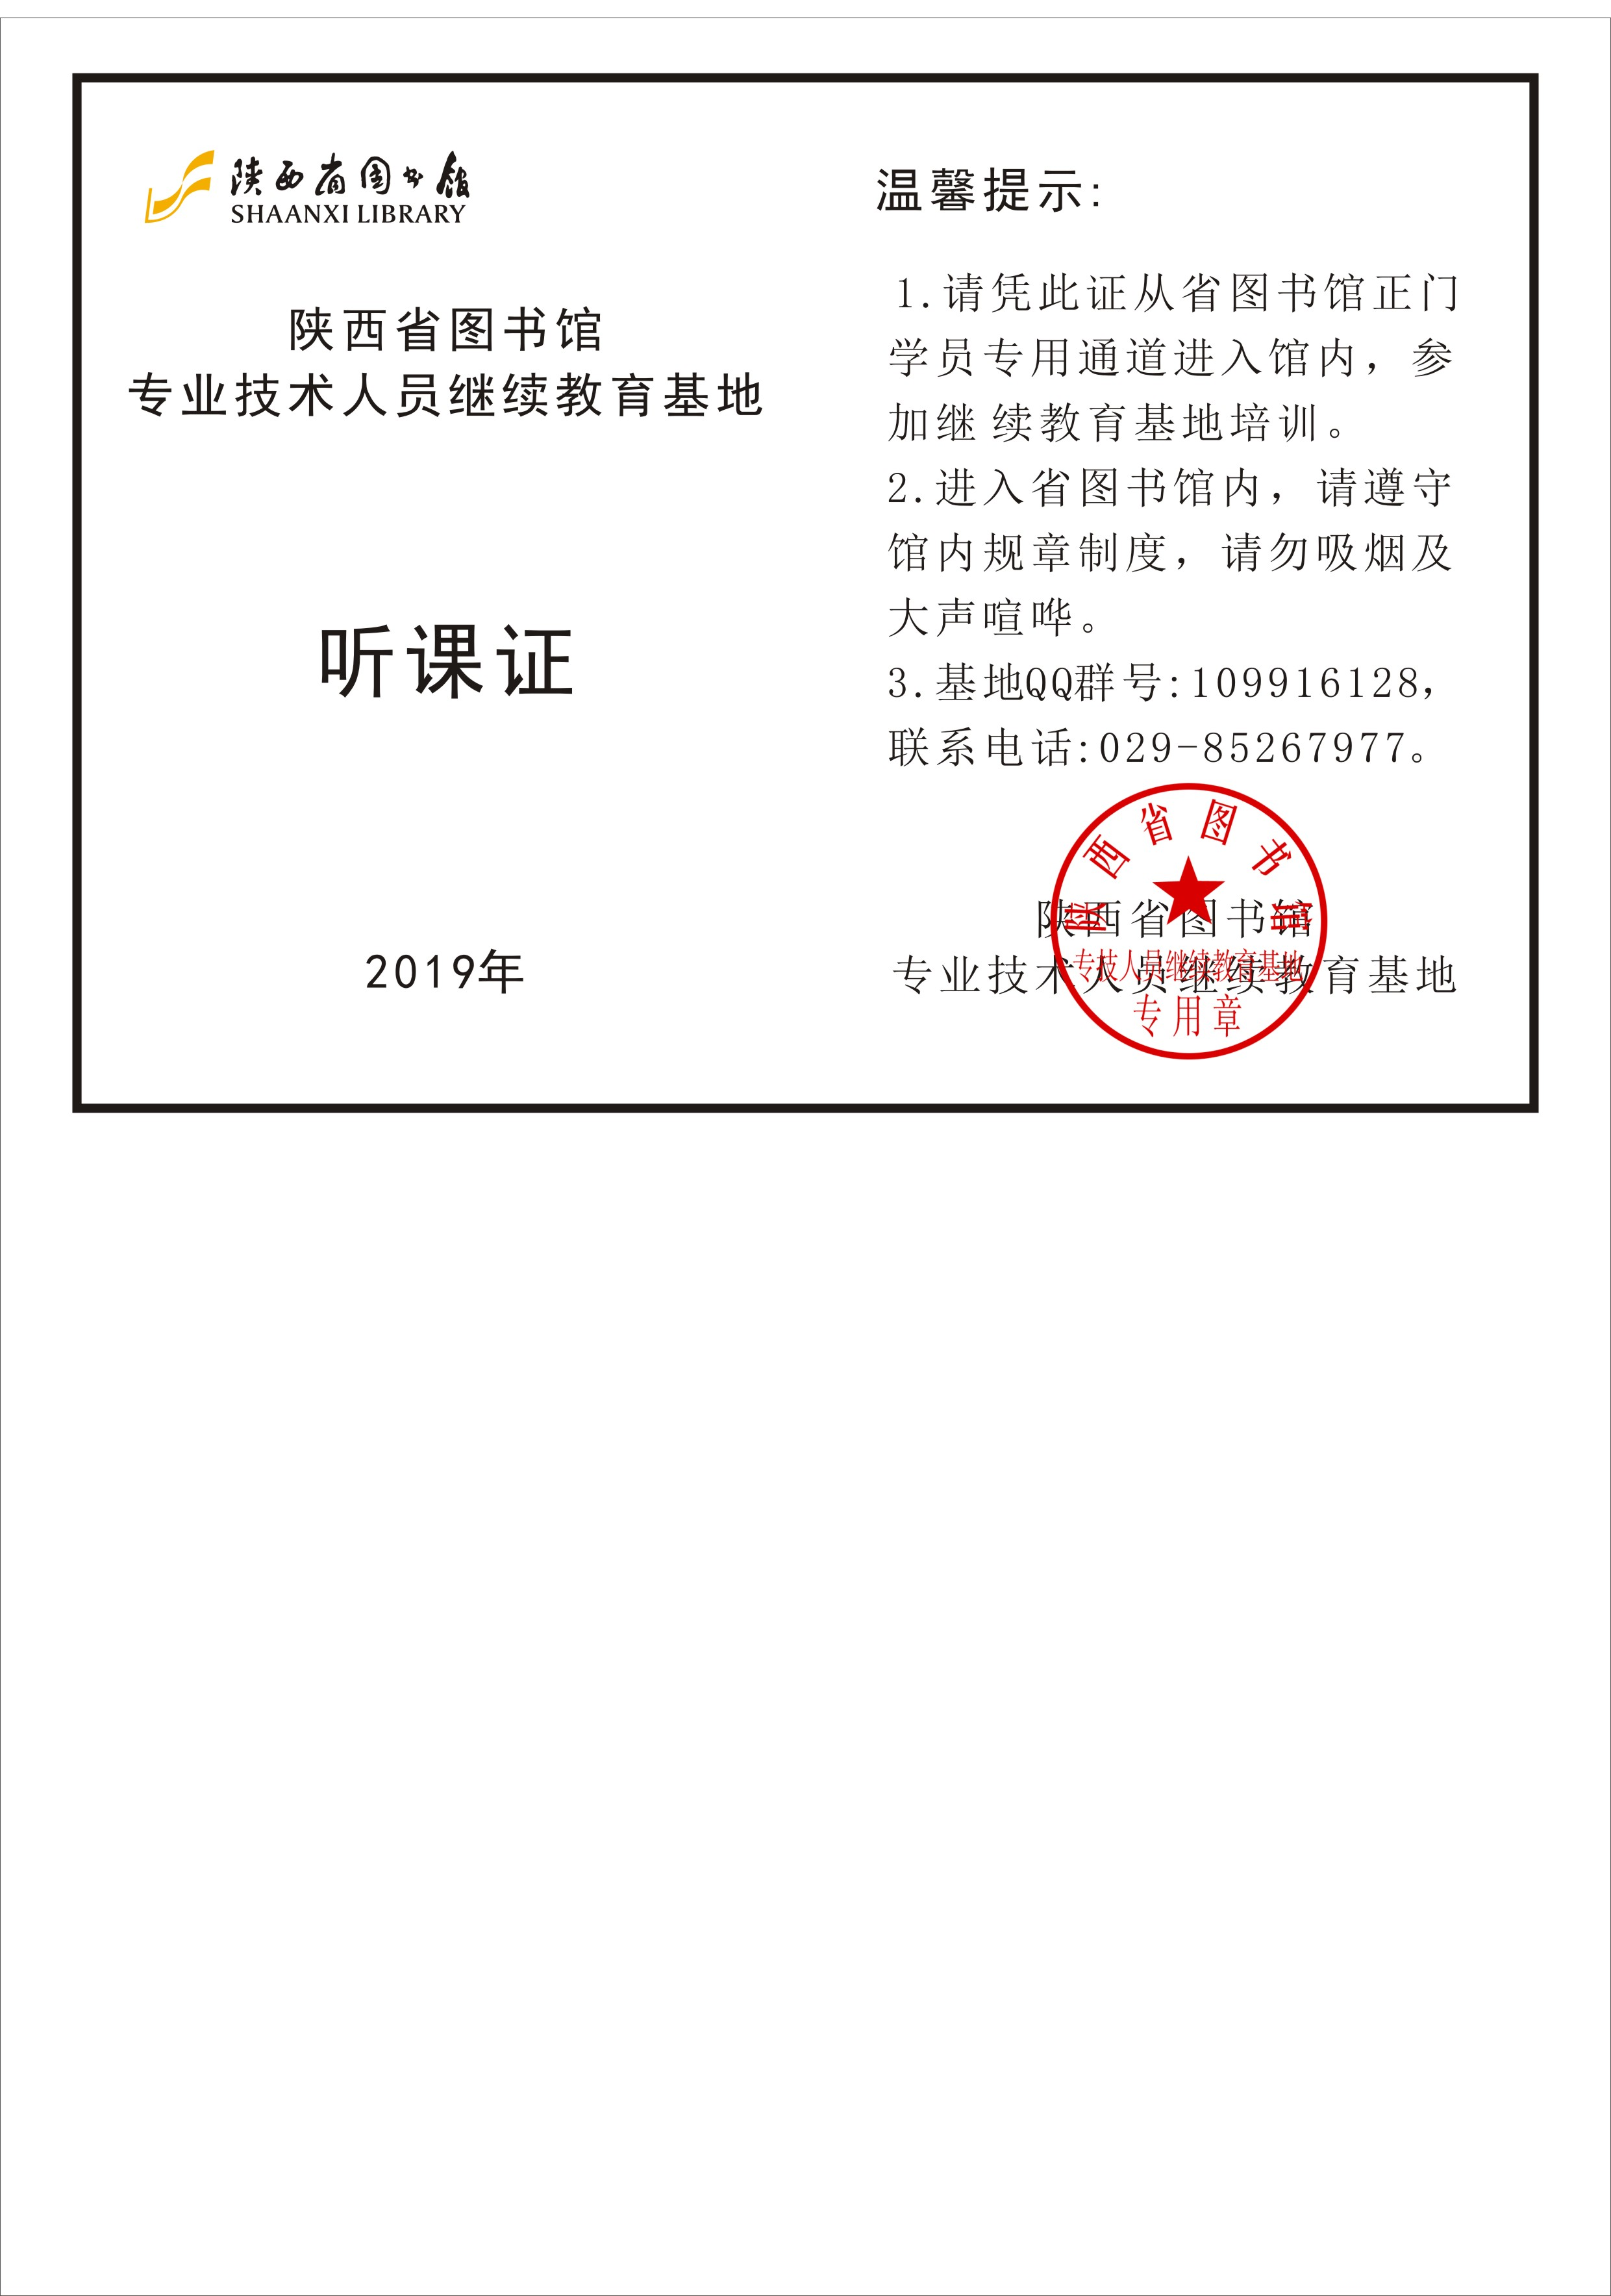 陕西省图书馆
SHAANXI LIBRARY
陕西省图书馆
专业技术人员继续教育基地
听课证
2019年
温馨提示:
1.请凭此证从省图书馆正门
学员专用通道进入馆内，参
加继 续教育基地培训。
2.进入省图书馆内，请遵守
馆内规章制度，请勿吸烟及
大声喧哗。
3.基地QQ群号:109916128,
联系电话:029-85267977。
陕西省图书馆
专业技术人员继续教育基地
陕西省图书馆
专技人员继续教育基地
专用章